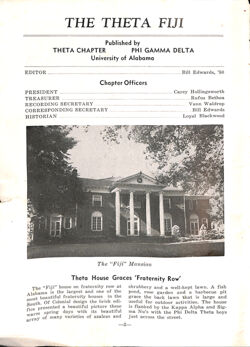 THE THETA FIJI
Published by
THETA CHAPTER PHI GAMMA DELTA
University of Alabama
EDITOR Bill Edwards, '50
Chapter Officers
PRESIDENT Carey Hollingsworth
TREASURER Rufus Bethea
RECORDING SECRETARY Vann Waldrop
CORRESPONDING SECRETARY Bill Edwards
HISTORIAN Loyal Blackwood
The "Fiji" Mansion
Theta House Graces 'Fraternity Row'
The "Fiji" house on fraternity row at
Alabama is the largest and one of the
most beautiful fraternity houses in the
South. Of Colonial design the brick edi-
fice presented a beautiful picture these
warm spring days with its beautiful
array of many varieties of azaleas and
shrubbery and a well-kept lawn. A fish
pond, rose garden and a barbecue pit
grace the back lawn that is large and
useful for outdoor activities. The house
is flanked by the Kappa Alpha and Sig-
ma Nu's with the Phi Delta Theta boys
just across the street.
—2—